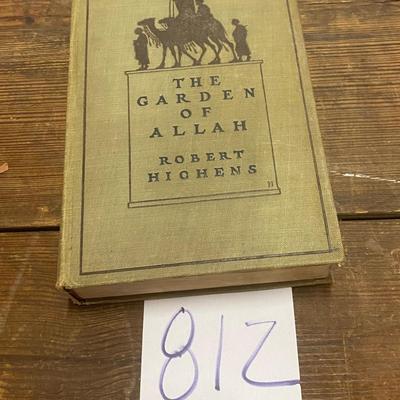 THE
GARDEN
OF
ALLAH
ROBERT
HICHENS
H
812